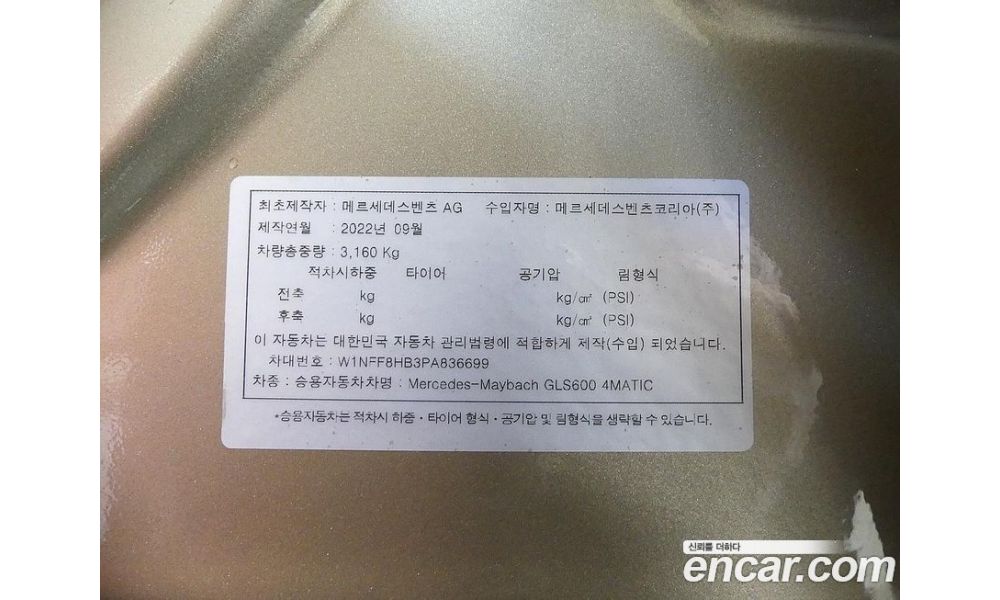 최초제작자 : 메르세데스벤츠 AG 수입자명 : 메르세데스벤츠코리아(주)
제작연월 : 2022년 09월
차량총중량 : 3,160 Kg
적차시하중 타이어 공기압 림형식
전축 kg kg/㎠ (PSI)
후축 kg kg/㎠ (PSI)
이 자동차는 대한민국 자동차 관리법령에 적합하게 제작(수입) 되었습니다.
차대번호 : W1NFF8HB3PA836699
차종 : 승용자동차차명 : Mercedes-Maybach GLS600 4MATIC
*승용자동차는 적차시 하중 · 타이어 형식 · 공기압 및 림형식을 생략할 수 있습니다.
신뢰를 더하다
encar.com